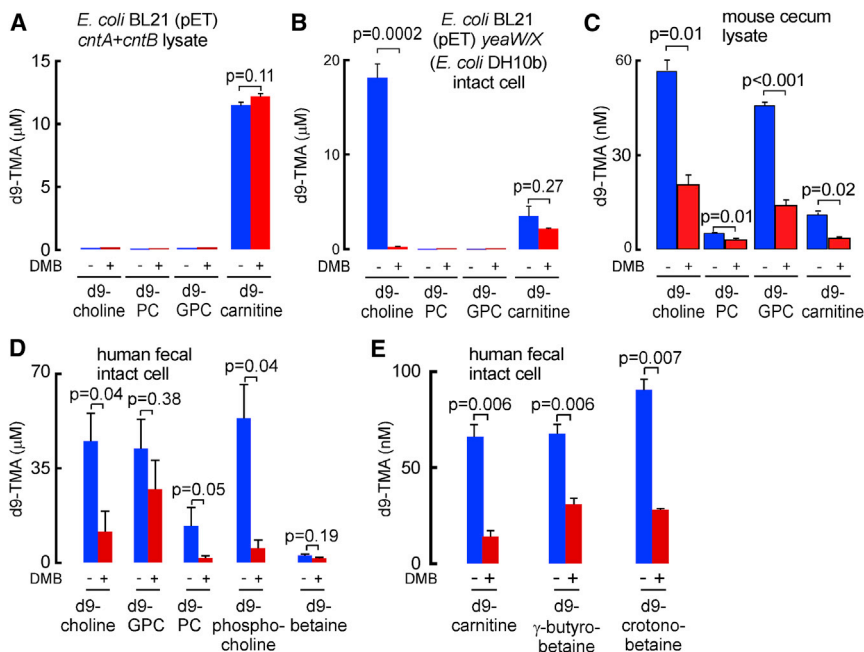 A
E. coli BL21 (pET)
cntA+cntB lysate
d9-TMA (μM)
15
10
5
0
p=0.11
DMB - + - + - + - +
d9- d9- d9- d9-
choline PC GPC carnitine
B
E. coli BL21
(pET) yeaW/X
(E. coli DH10b)
intact cell
d9-TMA (μM)
20
10
0
p=0.0002
p=0.27
DMB - + - + - + - +
d9- d9- d9- d9-
choline PC GPC carnitine
C
mouse cecum
lysate
d9-TMA (nM)
60
30
0
p=0.01
p<0.001
p=0.01
p=0.02
DMB - + - + - + - +
d9- d9- d9- d9-
choline PC GPC carnitine
D
human fecal
intact cell
d9-TMA (μM)
70
35
0
p=0.04
p=0.38
p=0.05
p=0.04
p=0.19
DMB - + - + - + - + - +
d9- d9- d9- d9- d9-
choline GPC PC phospho- betaine
choline
E
human fecal
intact cell
d9-TMA (nM)
100
50
0
p=0.006
p=0.006
p=0.007
DMB - + - + - +
d9- d9- d9-
carnitine γ-butyro- crotono-
betaine betaine